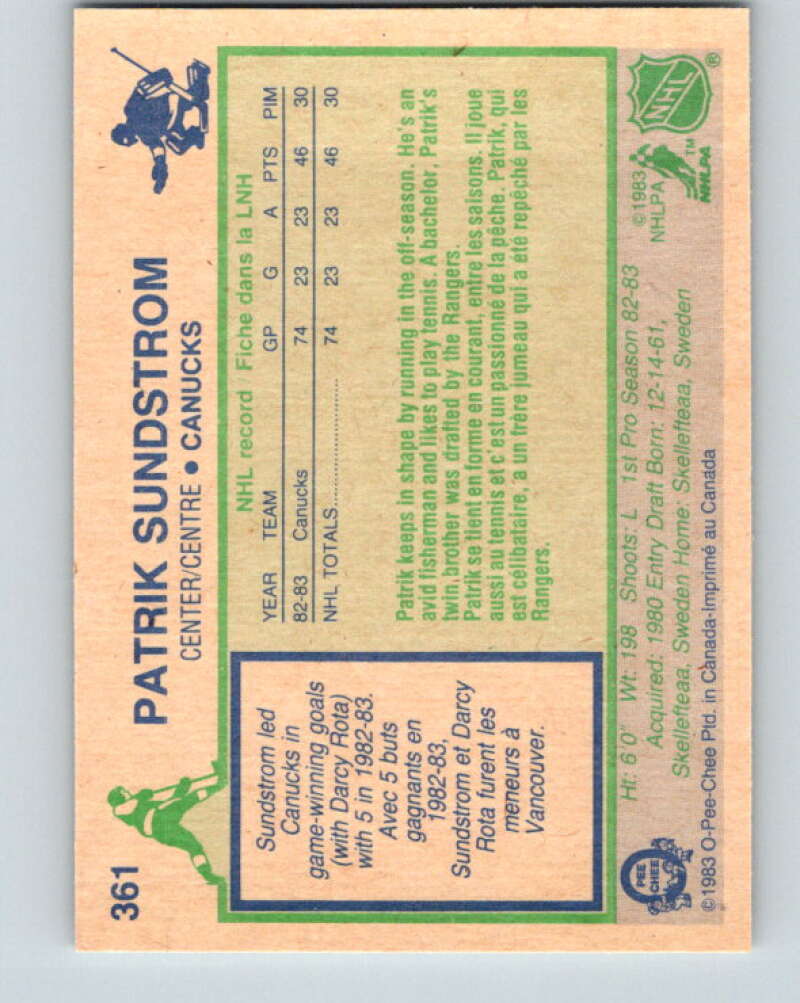 361
PATRIK SUNDSTROM
CENTER/CENTRE • CANUCKS
Sundstrom led
Canucks in
game-winning goals
(with Darcy Rota)
with 5 in 1982-83.
Avec 5 buts
gagnants en
1982-83,
Sundstrom et Darcy
Rota furent les
meneurs à
Vancouver.
NHL record / Fiche dans la LNH
YEAR TEAM GP G A PTS PIM
82-83 Canucks 74 23 23 46 30
NHL TOTALS 74 23 23 46 30
Patrik keeps in shape by running in the off-season. He's an
avid fisherman and likes to play tennis. A bachelor, Patrik's
twin brother was drafted by the Rangers.
Patrik se tient en forme en courant, entre les saisons. Il joue
aussi au tennis et c'est un passionné de la pêche. Patrik, qui
est célibataire, a un frère jumeau qui a été repêché par les
Rangers.
Ht: 6'0" Wt: 198 Shoots: L 1st Pro Season 82-83
Acquired: 1980 Entry Draft Born: 12-14-61,
Skelleftea, Sweden Home: Skelleftea, Sweden
©1983
NHLPA
NHL
®
NHLPA
TM
O
PEE
CHEE
©1983 O-Pee-Chee Ptd. in Canada-Imprimé au Canada